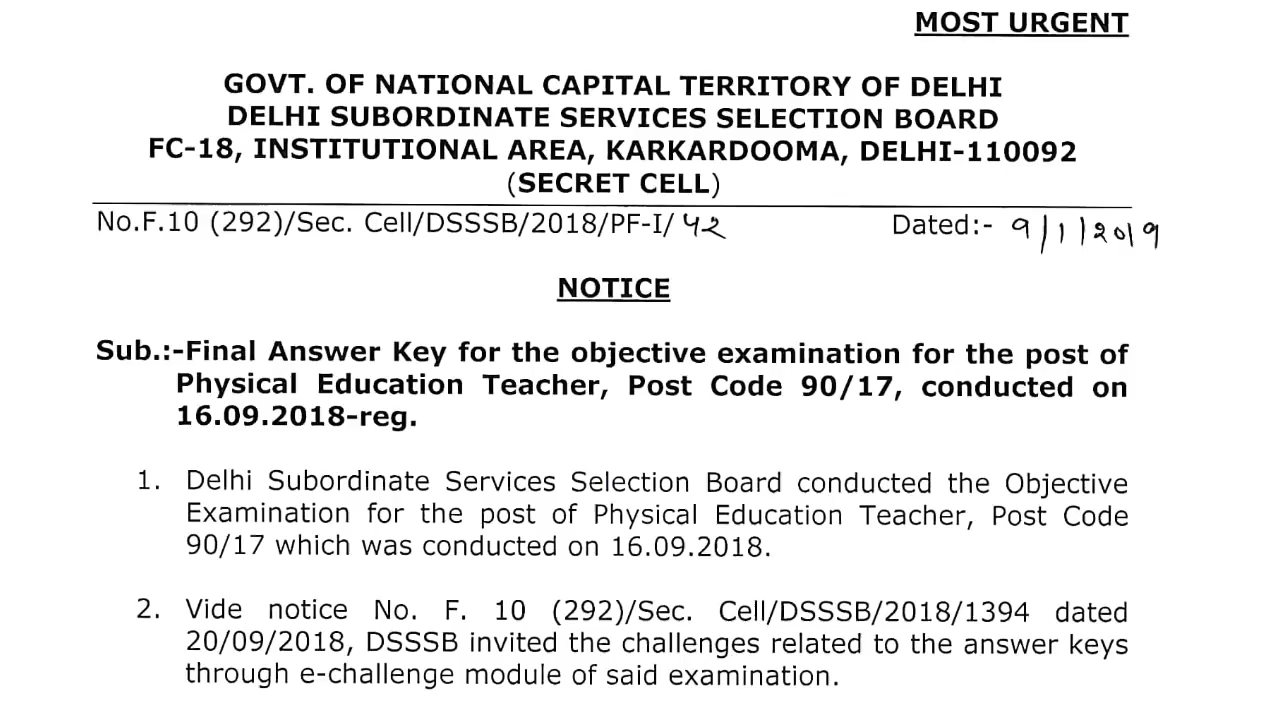 MOST URGENT
GOVT. OF NATIONAL CAPITAL TERRITORY OF DELHI
DELHI SUBORDINATE SERVICES SELECTION BOARD
FC-18, INSTITUTIONAL AREA, KARKARDOOMA, DELHI-110092
(SECRET CELL)
No.F.10 (292)/Sec. Cell/DSSSB/2018/PF-I/ ५२ Dated:- 9/1/2019
NOTICE
Sub.:-Final Answer Key for the objective examination for the post of
Physical Education Teacher, Post Code 90/17, conducted on
16.09.2018-reg.
1. Delhi Subordinate Services Selection Board conducted the Objective
Examination for the post of Physical Education Teacher, Post Code
90/17 which was conducted on 16.09.2018.
2. Vide notice No. F. 10 (292)/Sec. Cell/DSSSB/2018/1394 dated
20/09/2018, DSSSB invited the challenges related to the answer keys
through e-challenge module of said examination.